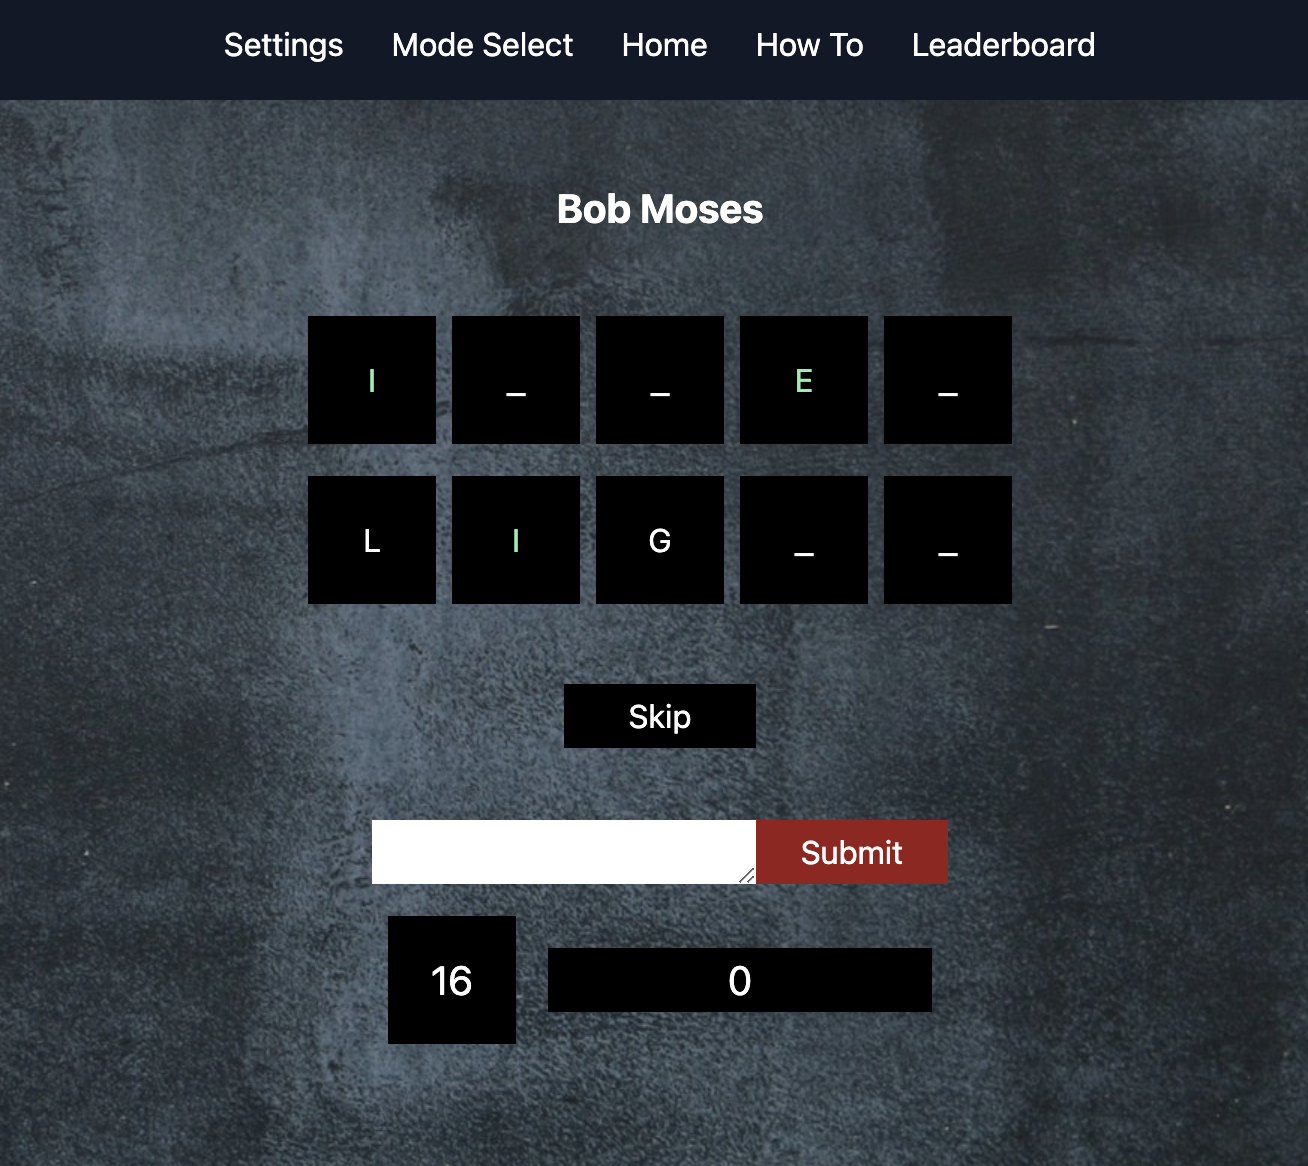 Settings Mode Select Home How To Leaderboard
Bob Moses
I _ _ E _
L I G _ _
Skip
Submit
16 0